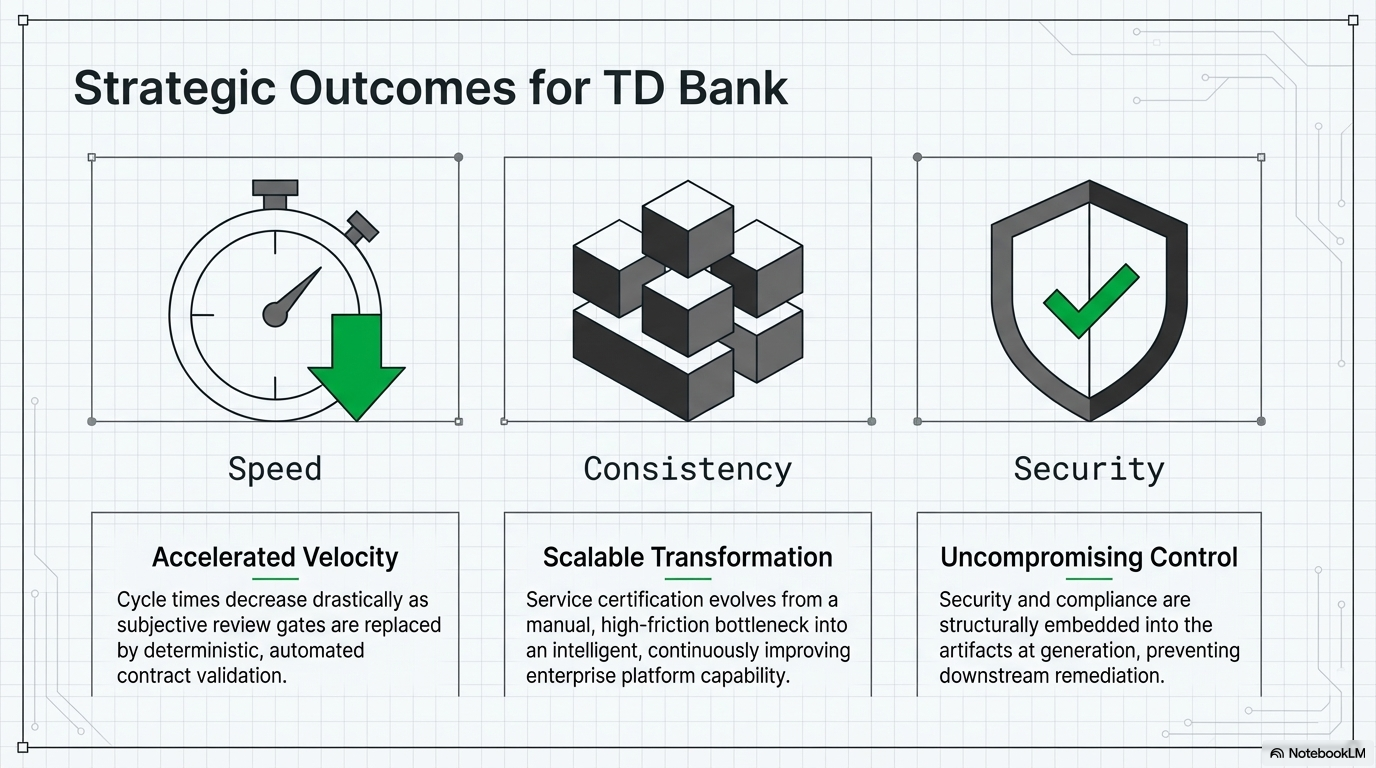 Strategic Outcomes for TD Bank
Speed
Accelerated Velocity
Cycle times decrease drastically as
subjective review gates are replaced
by deterministic, automated
contract validation.
Consistency
Scalable Transformation
Service certification evolves from a
manual, high-friction bottleneck into
an intelligent, continuously improving
enterprise platform capability.
Security
Uncompromising Control
Security and compliance are
structurally embedded into the
artifacts at generation, preventing
downstream remediation.
NotebookLM